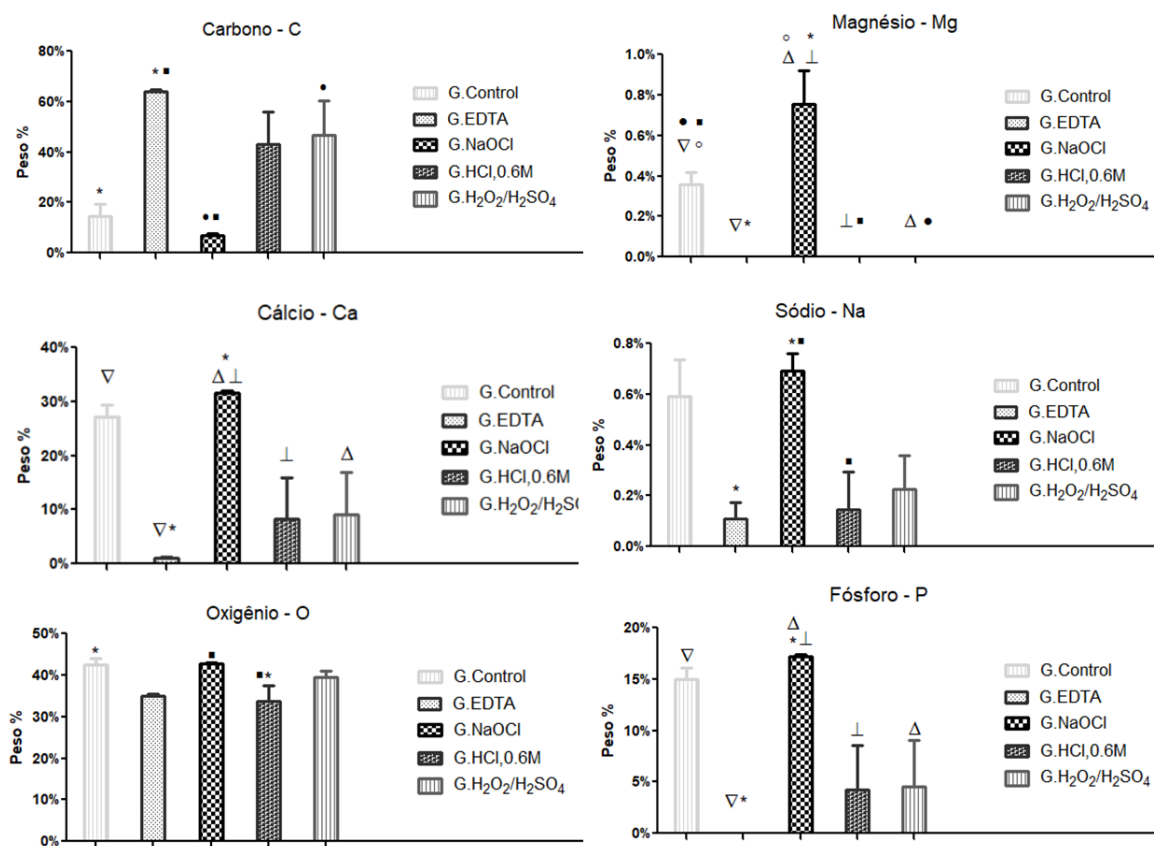 Carbono - C
80%
60%
40%
20%
0%
Peso %
* ■
*
● ■
●
G.Control
G.EDTA
G.NaOCl
G.HCl,0.6M
G.H₂O₂/H₂SO₄
Magnésio - Mg
1.0%
0.8%
0.6%
0.4%
0.2%
0.0%
Peso %
○ *
Δ ⊥
● ■
∇ ○
∇ *
⊥ ■
Δ ●
G.Control
G.EDTA
G.NaOCl
G.HCl,0.6M
G.H₂O₂/H₂SO₄
Cálcio - Ca
40%
30%
20%
10%
0%
Peso %
∇
*
Δ ⊥
∇ *
⊥
Δ
G.Control
G.EDTA
G.NaOCl
G.HCl,0.6M
G.H₂O₂/H₂S
Sódio - Na
0.8%
0.6%
0.4%
0.2%
0.0%
Peso %
* ■
*
■
G.Control
G.EDTA
G.NaOCl
G.HCl,0.6M
G.H₂O₂/H₂SO₄
Oxigênio - O
50%
40%
30%
20%
10%
0%
Peso %
*
■
■ *
G.Control
G.EDTA
G.NaOCl
G.HCl,0.6M
G.H₂O₂/H₂SO₄
Fósforo - P
20%
15%
10%
5%
0%
Peso %
∇
Δ
* ⊥
∇ *
⊥
Δ
G.Control
G.EDTA
G.NaOCl
G.HCl,0.6M
G.H₂O₂/H₂SO₄